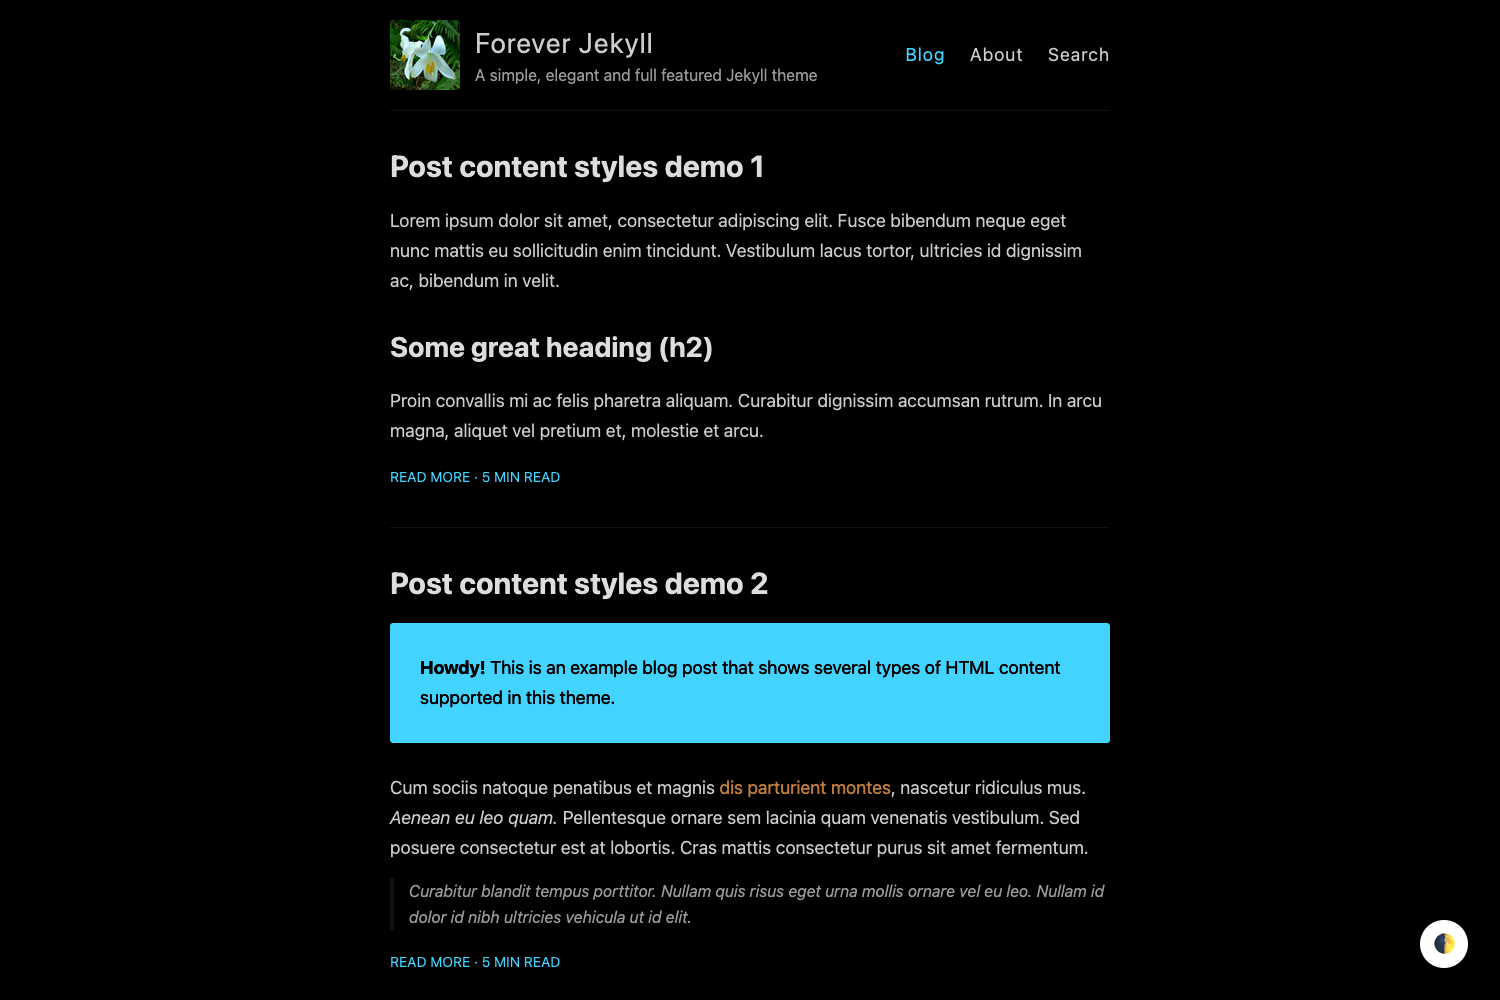 Forever Jekyll
A simple, elegant and full featured Jekyll theme
Blog About Search
Post content styles demo 1
Lorem ipsum dolor sit amet, consectetur adipiscing elit. Fusce bibendum neque eget
nunc mattis eu sollicitudin enim tincidunt. Vestibulum lacus tortor, ultricies id dignissim
ac, bibendum in velit.
Some great heading (h2)
Proin convallis mi ac felis pharetra aliquam. Curabitur dignissim accumsan rutrum. In arcu
magna, aliquet vel pretium et, molestie et arcu.
READ MORE · 5 MIN READ
Post content styles demo 2
Howdy! This is an example blog post that shows several types of HTML content
supported in this theme.
Cum sociis natoque penatibus et magnis dis parturient montes, nascetur ridiculus mus.
Aenean eu leo quam. Pellentesque ornare sem lacinia quam venenatis vestibulum. Sed
posuere consectetur est at lobortis. Cras mattis consectetur purus sit amet fermentum.
Curabitur blandit tempus porttitor. Nullam quis risus eget urna mollis ornare vel eu leo. Nullam id
dolor id nibh ultricies vehicula ut id elit.
READ MORE · 5 MIN READ